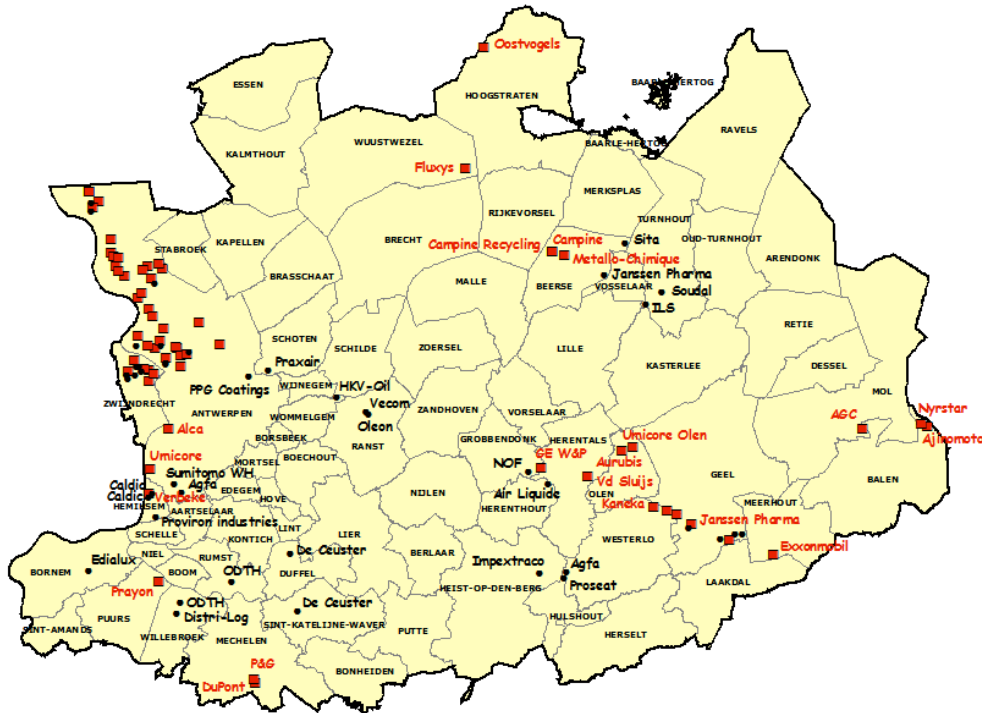 Oostvogels
ESSEN
BAARLE-HERTOG
HOOGSTRATEN
RAVELS
WUUSTWEZEL
BAARLE-HERTOG
KALMTHOUT
Fluxys
MERKSPLAS
RIJKEVORSEL
TURNHOUT
STABROEK
KAPELLEN
BRECHT
Campine Recycling
Campine
Sita
OUD-TURNHOUT
Metallo-Chimique
ARENDONK
BRASSCHAAT
MALLE
BEERSE
Janssen Pharma
VOSSELAAR
Soudal
ILS
RETIE
SCHOTEN
SCHILDE
ZOERSEL
LILLE
KASTERLEE
DESSEL
Praxair
PPG Coatings
WIJNEGEM
HKV-Oil
MOL
ZWIJNDRECHT
ANTWERPEN
WOMMELGEM
Vecom
Oleon
ZANDHOVEN
VORSELAAR
AGC
Nyrstar
Ajinomoto
Alca
BORSBEEK
RANST
GROBBENDONK
HERENTALS
Umicore Olen
Umicore
MORTSEL
BOECHOUT
GE W&P
Aurubis
Sumitomo WH
NOF
Vd Sluijs
GEEL
BALEN
Caldic
Caldic
Agfa
EDEGEM
NIJLEN
Air Liquide
OLEN
Verbeke
HOVE
HEMIKSEM
AARTSELAAR
HERENTHOUT
Kaneka
MEERHOUT
Proviron industries
LINT
Janssen Pharma
SCHELLE
KONTICH
LIER
WESTERLO
NIEL
RUMST
De Ceuster
BERLAAR
Exxonmobil
Edialux
BORNEM
BOOM
ODTH
DUFFEL
Impextraco
Agfa
Proseat
LAAKDAL
Prayon
HEIST-OP-DEN-BERG
ODTH
De Ceuster
Distri-Log
PUURS
SINT-KATELIJNE-WAVER
HULSHOUT
SINT-AMANDS
WILLEBROEK
MECHELEN
PUTTE
HERSELT
P&G
BONHEIDEN
DuPont